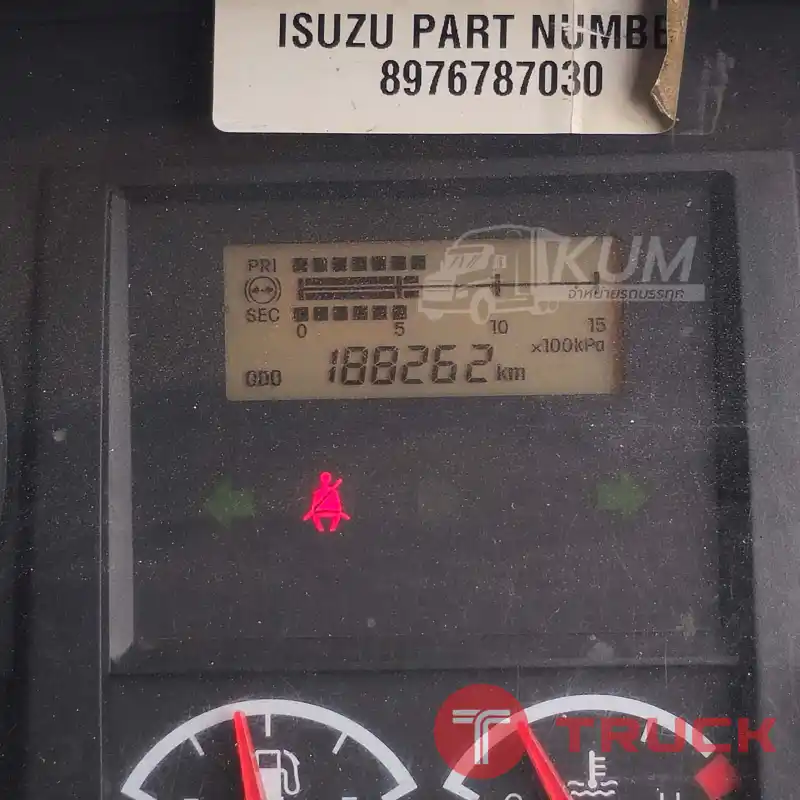 ISUZU PART NUMBE
8976787030
PRI
KUM
จำหน่ายรถบรรทุก
SEC
0 5 10 15
x100kPa
ODO 188262 km
TRUCK